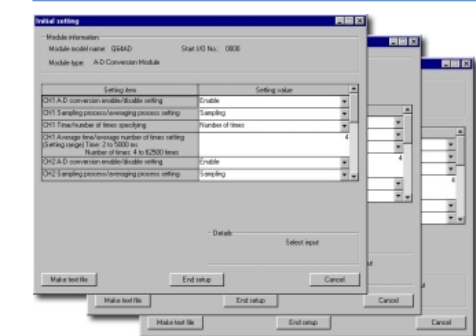 Initial setting
Module information
Module model name: Q64AD Start I/O No.: 0000
Module type: A-D Conversion Module
Setting item Setting value
CH1 A-D conversion enable/disable setting Enable
CH1 Sampling process/averaging process setting Sampling
CH1 Time/number of times specifying Number of times
CH1 Average time/average number of times setting 4
(Setting range) Time: 2 to 5000 ms
Number of times: 4 to 62500 times
CH2 A-D conversion enable/disable setting Enable
CH2 Sampling process/averaging process setting Sampling
Details
Select input
Make text file End setup Cancel
4
ut
Make text file End setup Cancel
4
ut
Make text file End setup Cancel